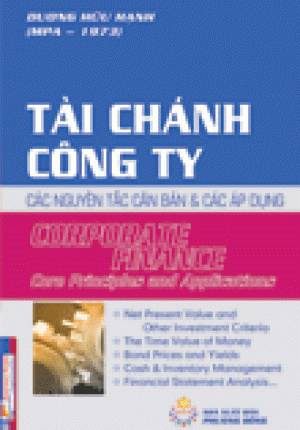 DƯƠNG HỮU HẠNH
(MPA – 1973)
TÀI CHÁNH
CÔNG TY
CÁC NGUYÊN TẮC CĂN BẢN & CÁC ÁP DỤNG
CORPORATE
FINANCE
Core Principles and Applications
Net Present Value and
Other Investment Criteria
The Time Value of Money
Bond Prices and Yields
Cash & Inventory Management
Financial Statement Analysis...
PHƯƠNG ĐÔNG